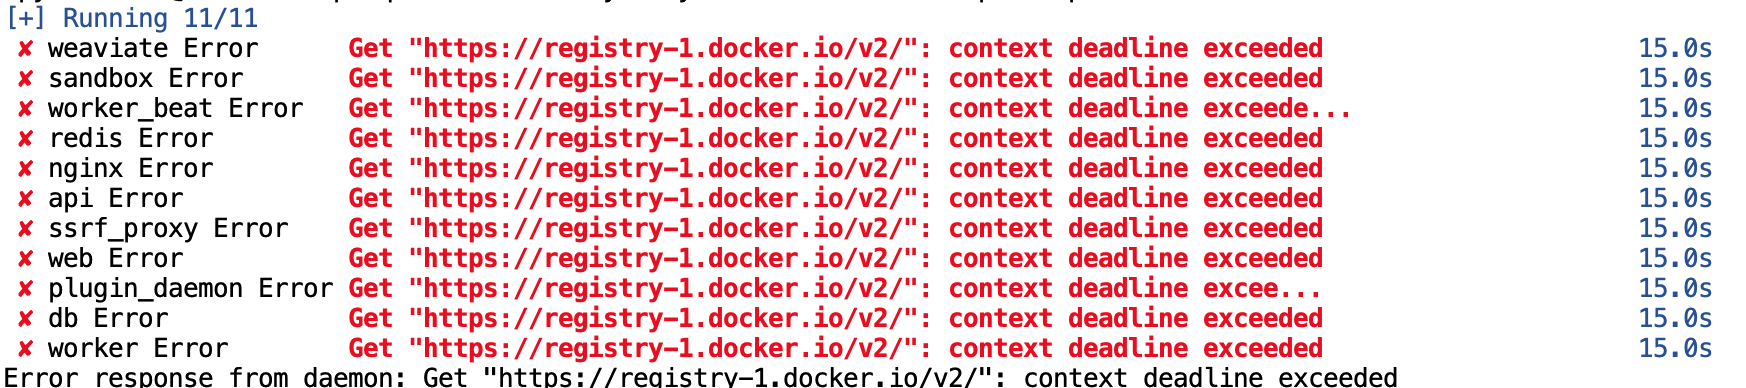 [+] Running 11/11
✘ weaviate Error Get "https://registry-1.docker.io/v2/": context deadline exceeded 15.0s
✘ sandbox Error Get "https://registry-1.docker.io/v2/": context deadline exceeded 15.0s
✘ worker_beat Error Get "https://registry-1.docker.io/v2/": context deadline exceede... 15.0s
✘ redis Error Get "https://registry-1.docker.io/v2/": context deadline exceeded 15.0s
✘ nginx Error Get "https://registry-1.docker.io/v2/": context deadline exceeded 15.0s
✘ api Error Get "https://registry-1.docker.io/v2/": context deadline exceeded 15.0s
✘ ssrf_proxy Error Get "https://registry-1.docker.io/v2/": context deadline exceeded 15.0s
✘ web Error Get "https://registry-1.docker.io/v2/": context deadline exceeded 15.0s
✘ plugin_daemon Error Get "https://registry-1.docker.io/v2/": context deadline excee... 15.0s
✘ db Error Get "https://registry-1.docker.io/v2/": context deadline exceeded 15.0s
✘ worker Error Get "https://registry-1.docker.io/v2/": context deadline exceeded 15.0s
Error response from daemon: Get "https://registry-1.docker.io/v2/": context deadline exceeded